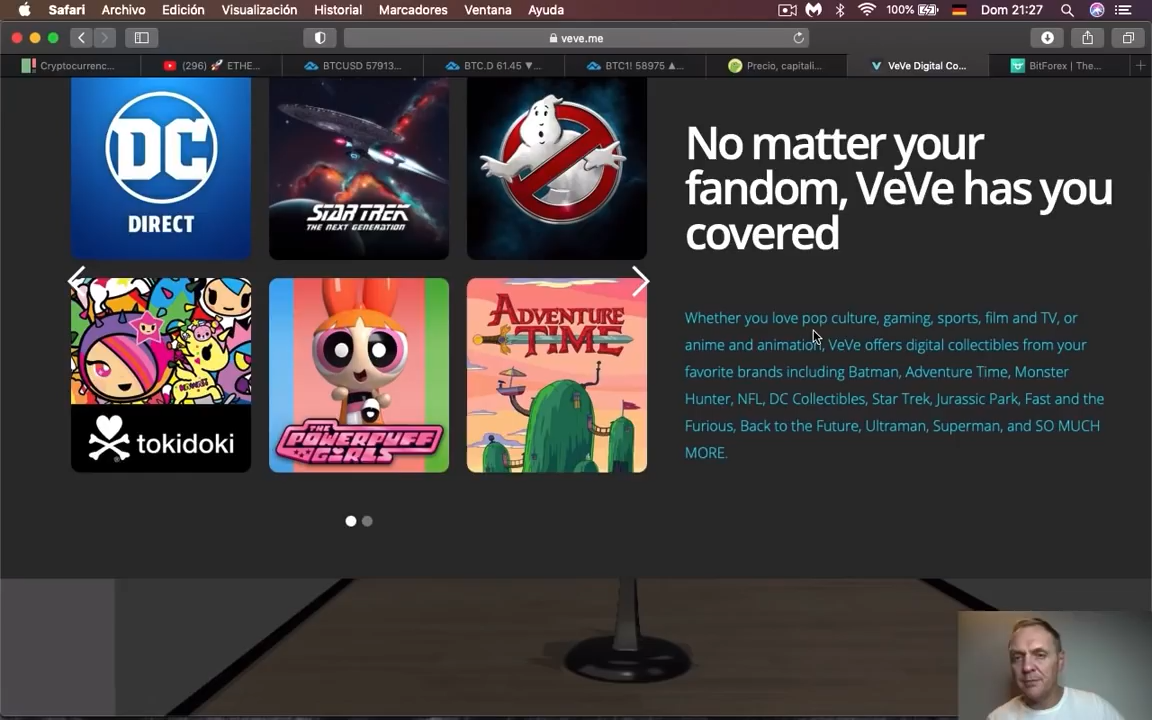 Safari Archivo Edición Visualización Historial Marcadores Ventana Ayuda 100% Dom 21:27
veve.me
Cryptocurrenc... (296) 🚀 ETHE... BTCUSD 57913... BTC.D 61.45 ▼... BTC1! 58975 ▲... Precio, capitali... VeVe Digital Co... BitForex | The...
DC
DIRECT
STAR TREK
THE NEXT GENERATION
tokidoki
THE
POWERPUFF
GIRLS
ADVENTURE
TIME
No matter your
fandom, VeVe has you
covered
Whether you love pop culture, gaming, sports, film and TV, or
anime and animation, VeVe offers digital collectibles from your
favorite brands including Batman, Adventure Time, Monster
Hunter, NFL, DC Collectibles, Star Trek, Jurassic Park, Fast and the
Furious, Back to the Future, Ultraman, Superman, and SO MUCH
MORE.